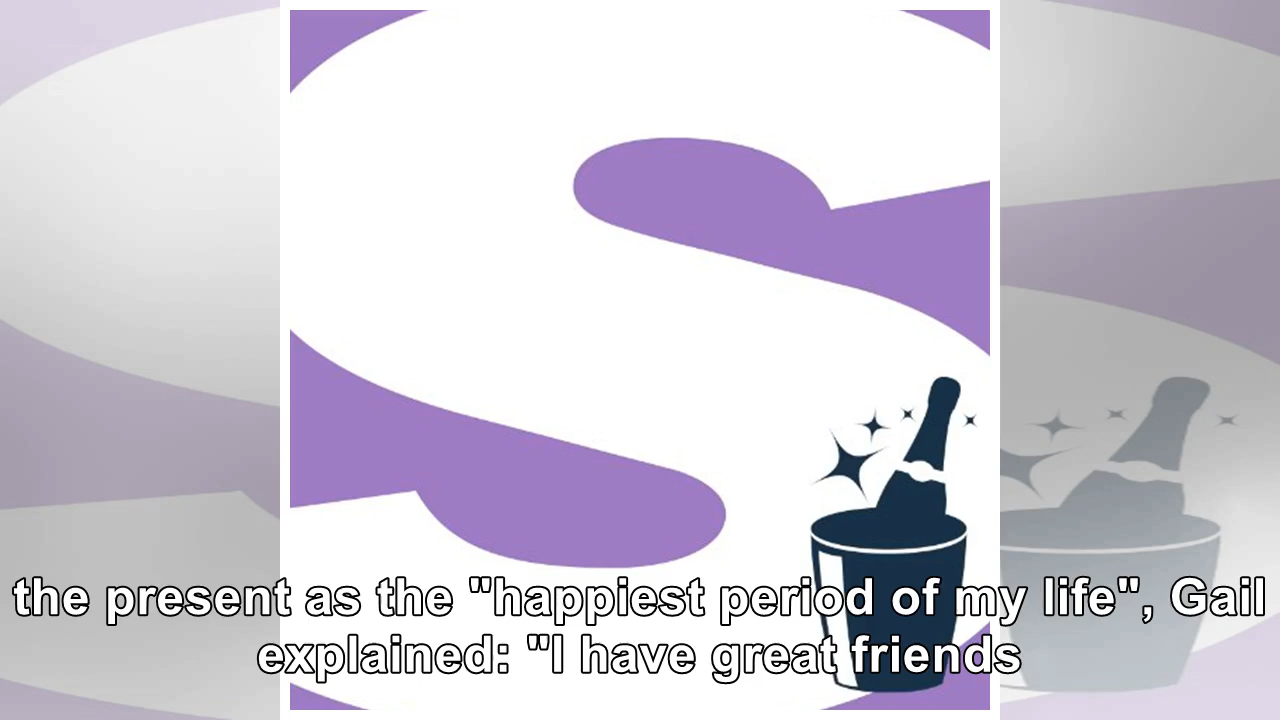 S
the present as the "happiest period of my life", Gail
explained: "I have great friends